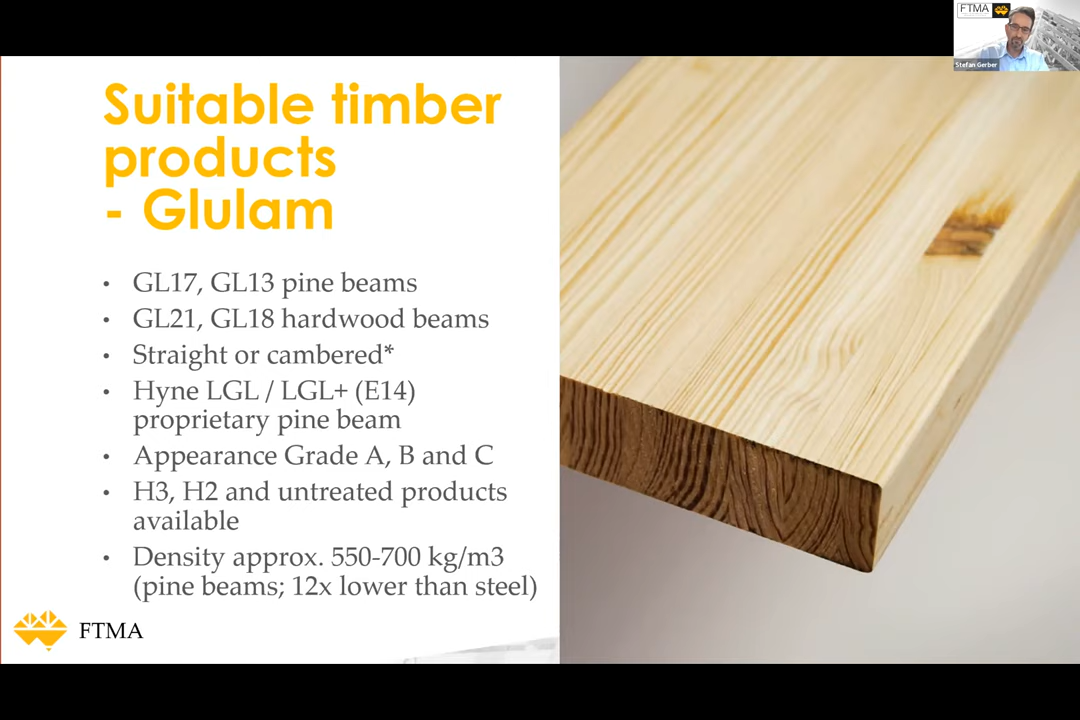 FTMA
Stefan Gerber
Suitable timber
products
- Glulam
• GL17, GL13 pine beams
• GL21, GL18 hardwood beams
• Straight or cambered*
• Hyne LGL / LGL+ (E14)
proprietary pine beam
• Appearance Grade A, B and C
• H3, H2 and untreated products
available
• Density approx. 550-700 kg/m3
(pine beams; 12x lower than steel)
FTMA